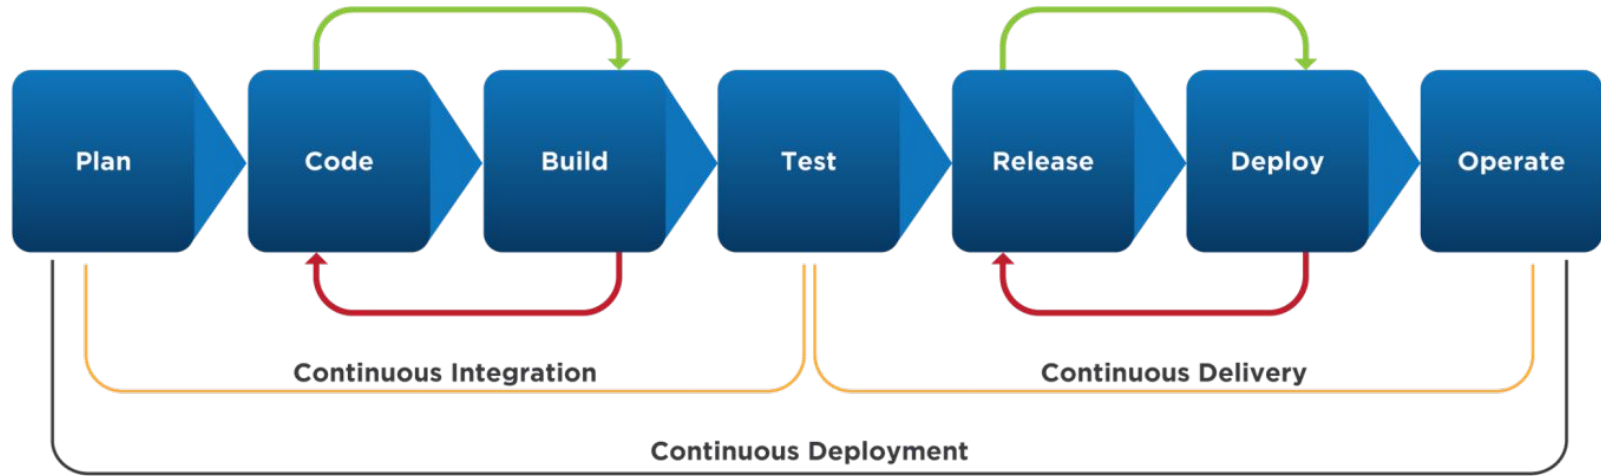 Plan
Code
Build
Test
Release
Deploy
Operate
Continuous Integration
Continuous Delivery
Continuous Deployment